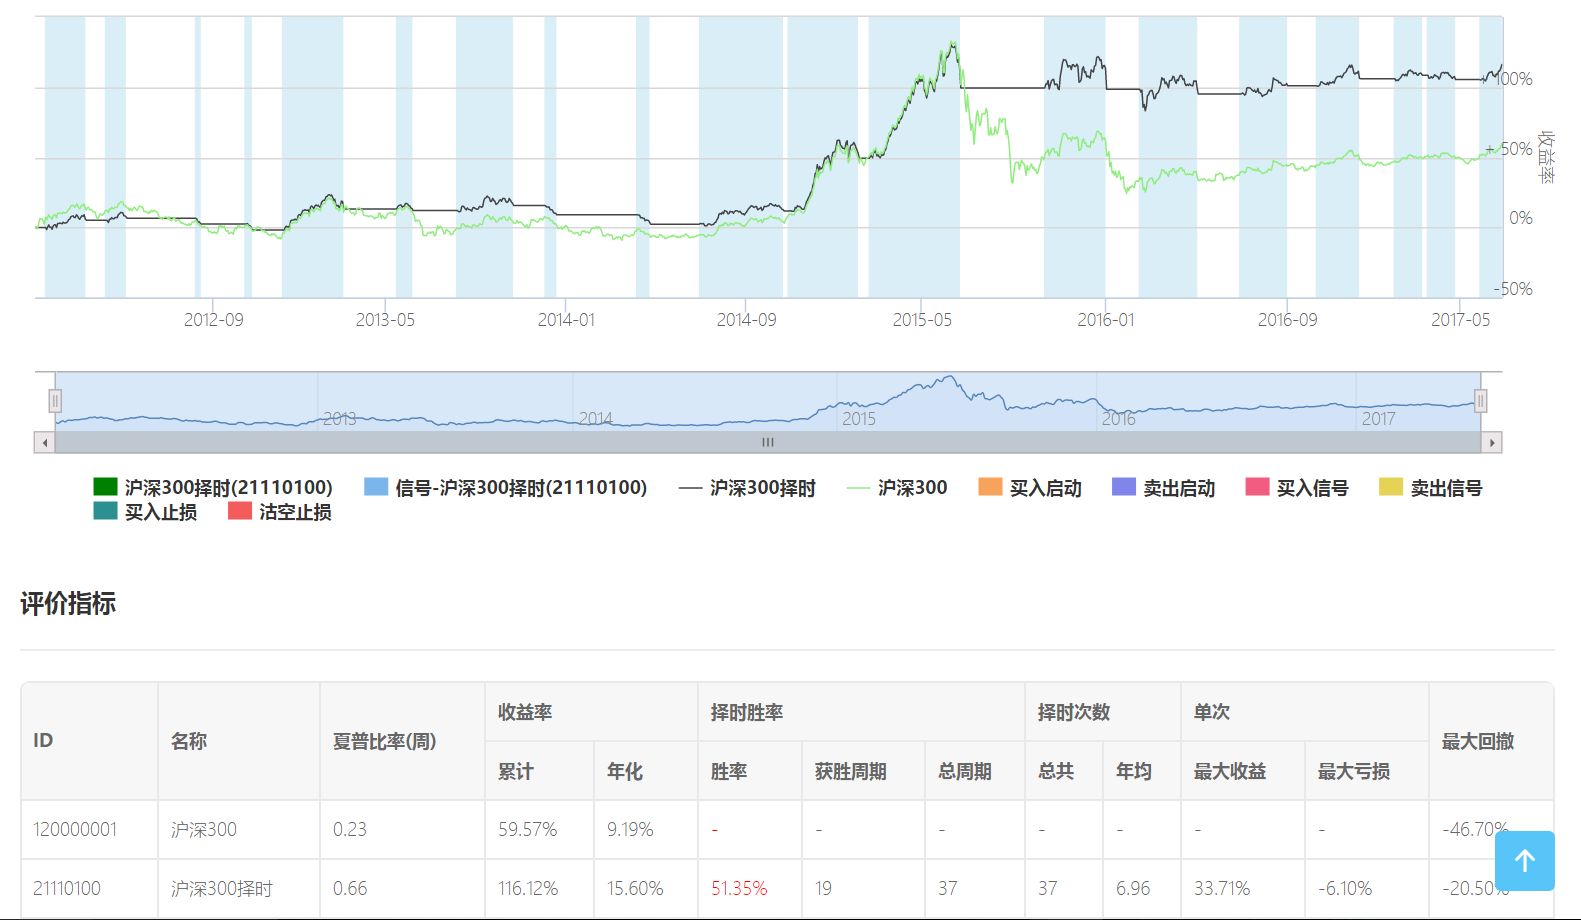 100%
+ 50%
0%
-50%
收益率
2012-09 2013-05 2014-01 2014-09 2015-05 2016-01 2016-09 2017-05
2013 2014 2015 2016 2017
沪深300择时(21110100) 信号-沪深300择时(21110100) 沪深300择时 沪深300 买入启动 卖出启动 买入信号 卖出信号
买入止损 沽空止损
评价指标
ID 名称 夏普比率(周) 收益率 择时胜率 择时次数 单次 最大回撤
累计 年化 胜率 获胜周期 总周期 总共 年均 最大收益 最大亏损
120000001 沪深300 0.23 59.57% 9.19% - - - - - - - -46.70%
21110100 沪深300择时 0.66 116.12% 15.60% 51.35% 19 37 37 6.96 33.71% -6.10% -20.50%